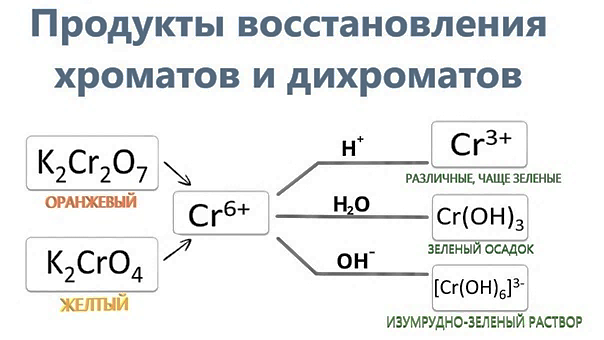 Продукты восстановления
хроматов и дихроматов
K₂Cr₂O₇
ОРАНЖЕВЫЙ
K₂CrO₄
ЖЕЛТЫЙ
Cr⁶⁺
H⁺
Cr³⁺
РАЗЛИЧНЫЕ, ЧАЩЕ ЗЕЛЕНЫЕ
H₂O
Cr(OH)₃
ЗЕЛЕНЫЙ ОСАДОК
OH⁻
[Cr(OH)₆]³⁻
ИЗУМРУДНО-ЗЕЛЕНЫЙ РАСТВОР